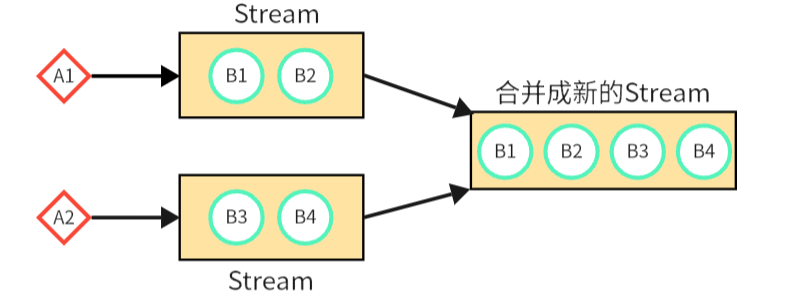 Stream
A1
B1 B2
合并成新的Stream
B1 B2 B3 B4
A2
B3 B4
Stream